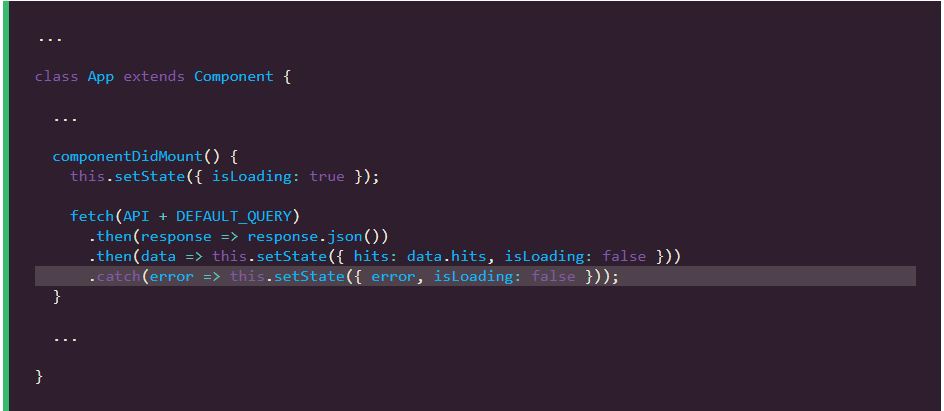 ...
class App extends Component {
...
componentDidMount() {
this.setState({ isLoading: true });
fetch(API + DEFAULT_QUERY)
.then(response => response.json())
.then(data => this.setState({ hits: data.hits, isLoading: false }))
.catch(error => this.setState({ error, isLoading: false }));
}
...
}